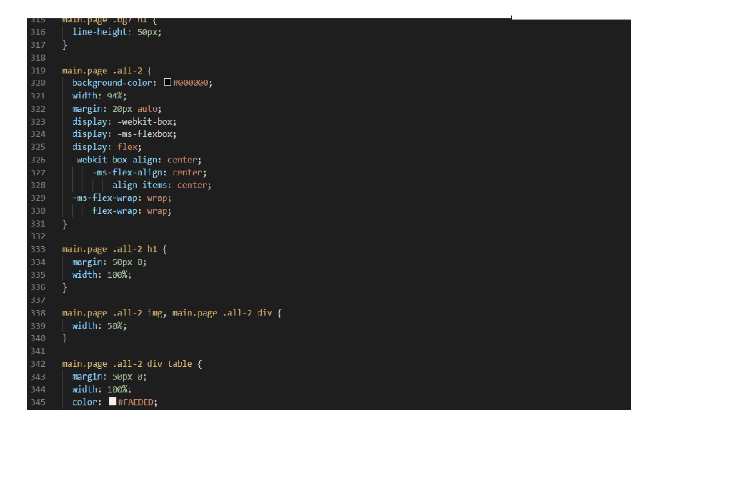 315 main.page .bg7 h1 {
316 line-height: 50px;
317 }
318
319 main.page .all-2 {
320 background-color: #000000;
321 width: 94%;
322 margin: 20px auto;
323 display: -webkit-box;
324 display: -ms-flexbox;
325 display: flex;
326 -webkit-box-align: center;
327 -ms-flex-align: center;
328 align-items: center;
329 -ms-flex-wrap: wrap;
330 flex-wrap: wrap;
331 }
332
333 main.page .all-2 h1 {
334 margin: 50px 0;
335 width: 100%;
336 }
337
338 main.page .all-2 img, main.page .all-2 div {
339 width: 50%;
340 }
341
342 main.page .all-2 div table {
343 margin: 50px 0;
344 width: 100%;
345 color: #FAEDED;